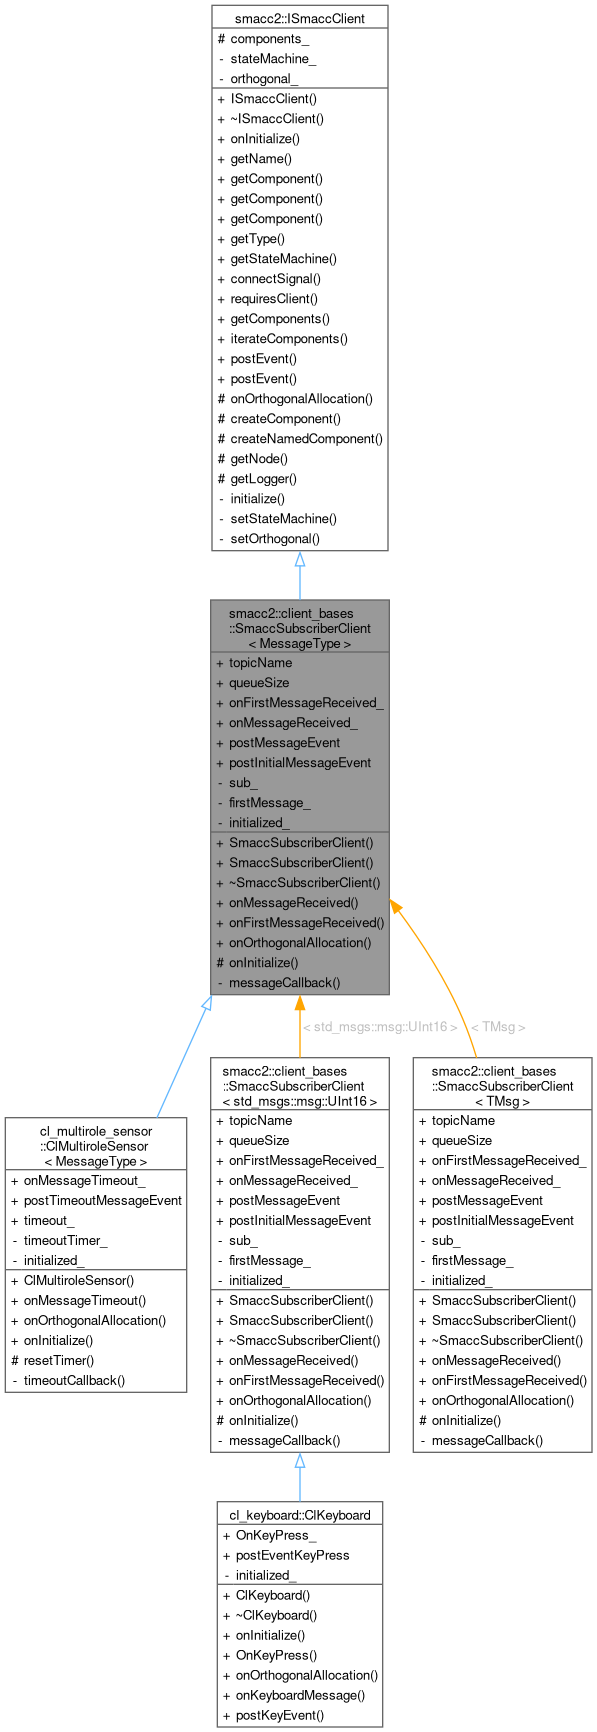 smacc2::ISmaccClient
# components_
- stateMachine_
- orthogonal_
+ ISmaccClient()
+ ~ISmaccClient()
+ onInitialize()
+ getName()
+ getComponent()
+ getComponent()
+ getComponent()
+ getType()
+ getStateMachine()
+ connectSignal()
+ requiresClient()
+ getComponents()
+ iterateComponents()
+ postEvent()
+ postEvent()
# onOrthogonalAllocation()
# createComponent()
# createNamedComponent()
# getNode()
# getLogger()
- initialize()
- setStateMachine()
- setOrthogonal()
smacc2::client_bases
::SmaccSubscriberClient
< MessageType >
+ topicName
+ queueSize
+ onFirstMessageReceived_
+ onMessageReceived_
+ postMessageEvent
+ postInitialMessageEvent
- sub_
- firstMessage_
- initialized_
+ SmaccSubscriberClient()
+ SmaccSubscriberClient()
+ ~SmaccSubscriberClient()
+ onMessageReceived()
+ onFirstMessageReceived()
+ onOrthogonalAllocation()
# onInitialize()
- messageCallback()
< std_msgs::msg::UInt16 >
< TMsg >
cl_multirole_sensor
::ClMultiroleSensor
< MessageType >
+ onMessageTimeout_
+ postTimeoutMessageEvent
+ timeout_
- timeoutTimer_
- initialized_
+ ClMultiroleSensor()
+ onMessageTimeout()
+ onOrthogonalAllocation()
+ onInitialize()
# resetTimer()
- timeoutCallback()
smacc2::client_bases
::SmaccSubscriberClient
< std_msgs::msg::UInt16 >
+ topicName
+ queueSize
+ onFirstMessageReceived_
+ onMessageReceived_
+ postMessageEvent
+ postInitialMessageEvent
- sub_
- firstMessage_
- initialized_
+ SmaccSubscriberClient()
+ SmaccSubscriberClient()
+ ~SmaccSubscriberClient()
+ onMessageReceived()
+ onFirstMessageReceived()
+ onOrthogonalAllocation()
# onInitialize()
- messageCallback()
smacc2::client_bases
::SmaccSubscriberClient
< TMsg >
+ topicName
+ queueSize
+ onFirstMessageReceived_
+ onMessageReceived_
+ postMessageEvent
+ postInitialMessageEvent
- sub_
- firstMessage_
- initialized_
+ SmaccSubscriberClient()
+ SmaccSubscriberClient()
+ ~SmaccSubscriberClient()
+ onMessageReceived()
+ onFirstMessageReceived()
+ onOrthogonalAllocation()
# onInitialize()
- messageCallback()
cl_keyboard::ClKeyboard
+ OnKeyPress_
+ postEventKeyPress
- initialized_
+ ClKeyboard()
+ ~ClKeyboard()
+ onInitialize()
+ OnKeyPress()
+ onOrthogonalAllocation()
+ onKeyboardMessage()
+ postKeyEvent()